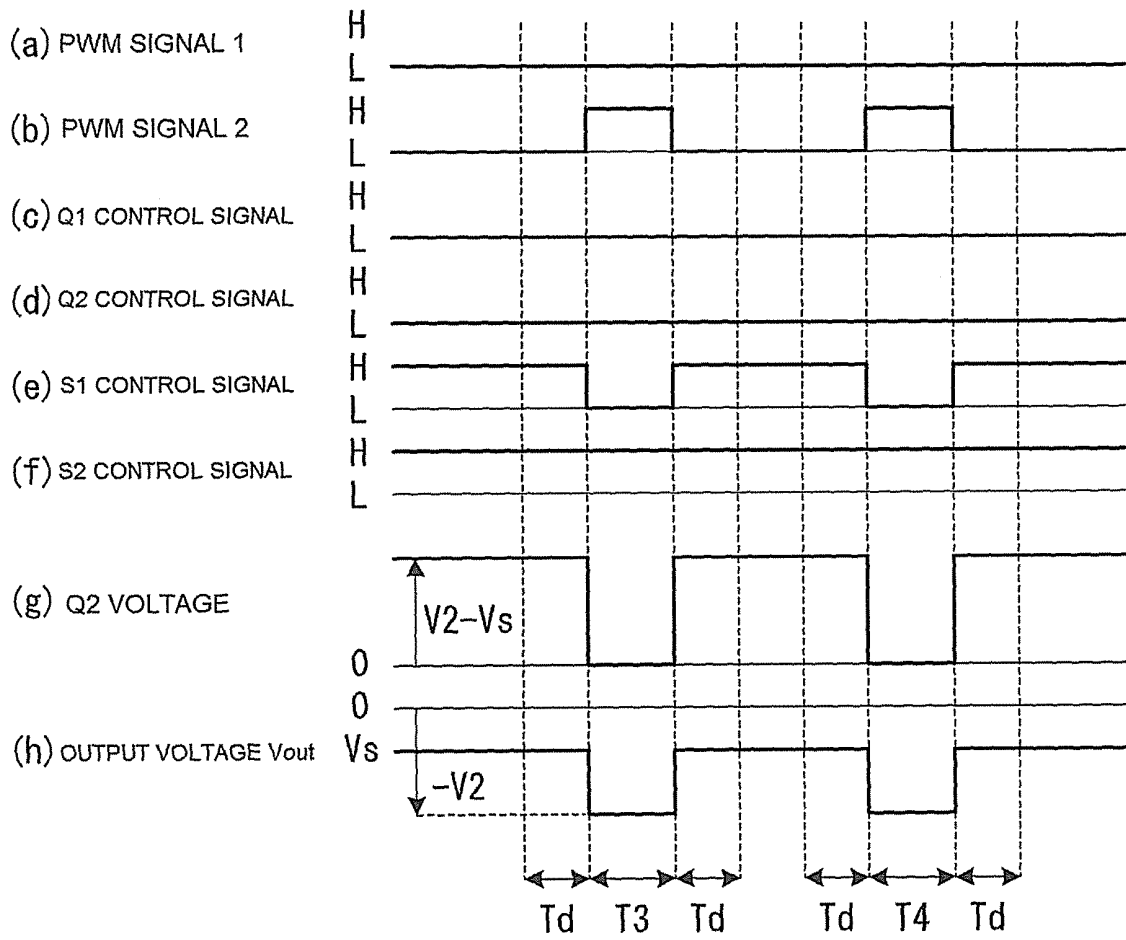 (a) PWM SIGNAL 1
H
L
(b) PWM SIGNAL 2
H
L
(c) Q1 CONTROL SIGNAL
H
L
(d) Q2 CONTROL SIGNAL
H
L
(e) S1 CONTROL SIGNAL
H
L
(f) S2 CONTROL SIGNAL
H
L
(g) Q2 VOLTAGE
V2-Vs
0
0
(h) OUTPUT VOLTAGE Vout
Vs
-V2
Td T3 Td Td T4 Td